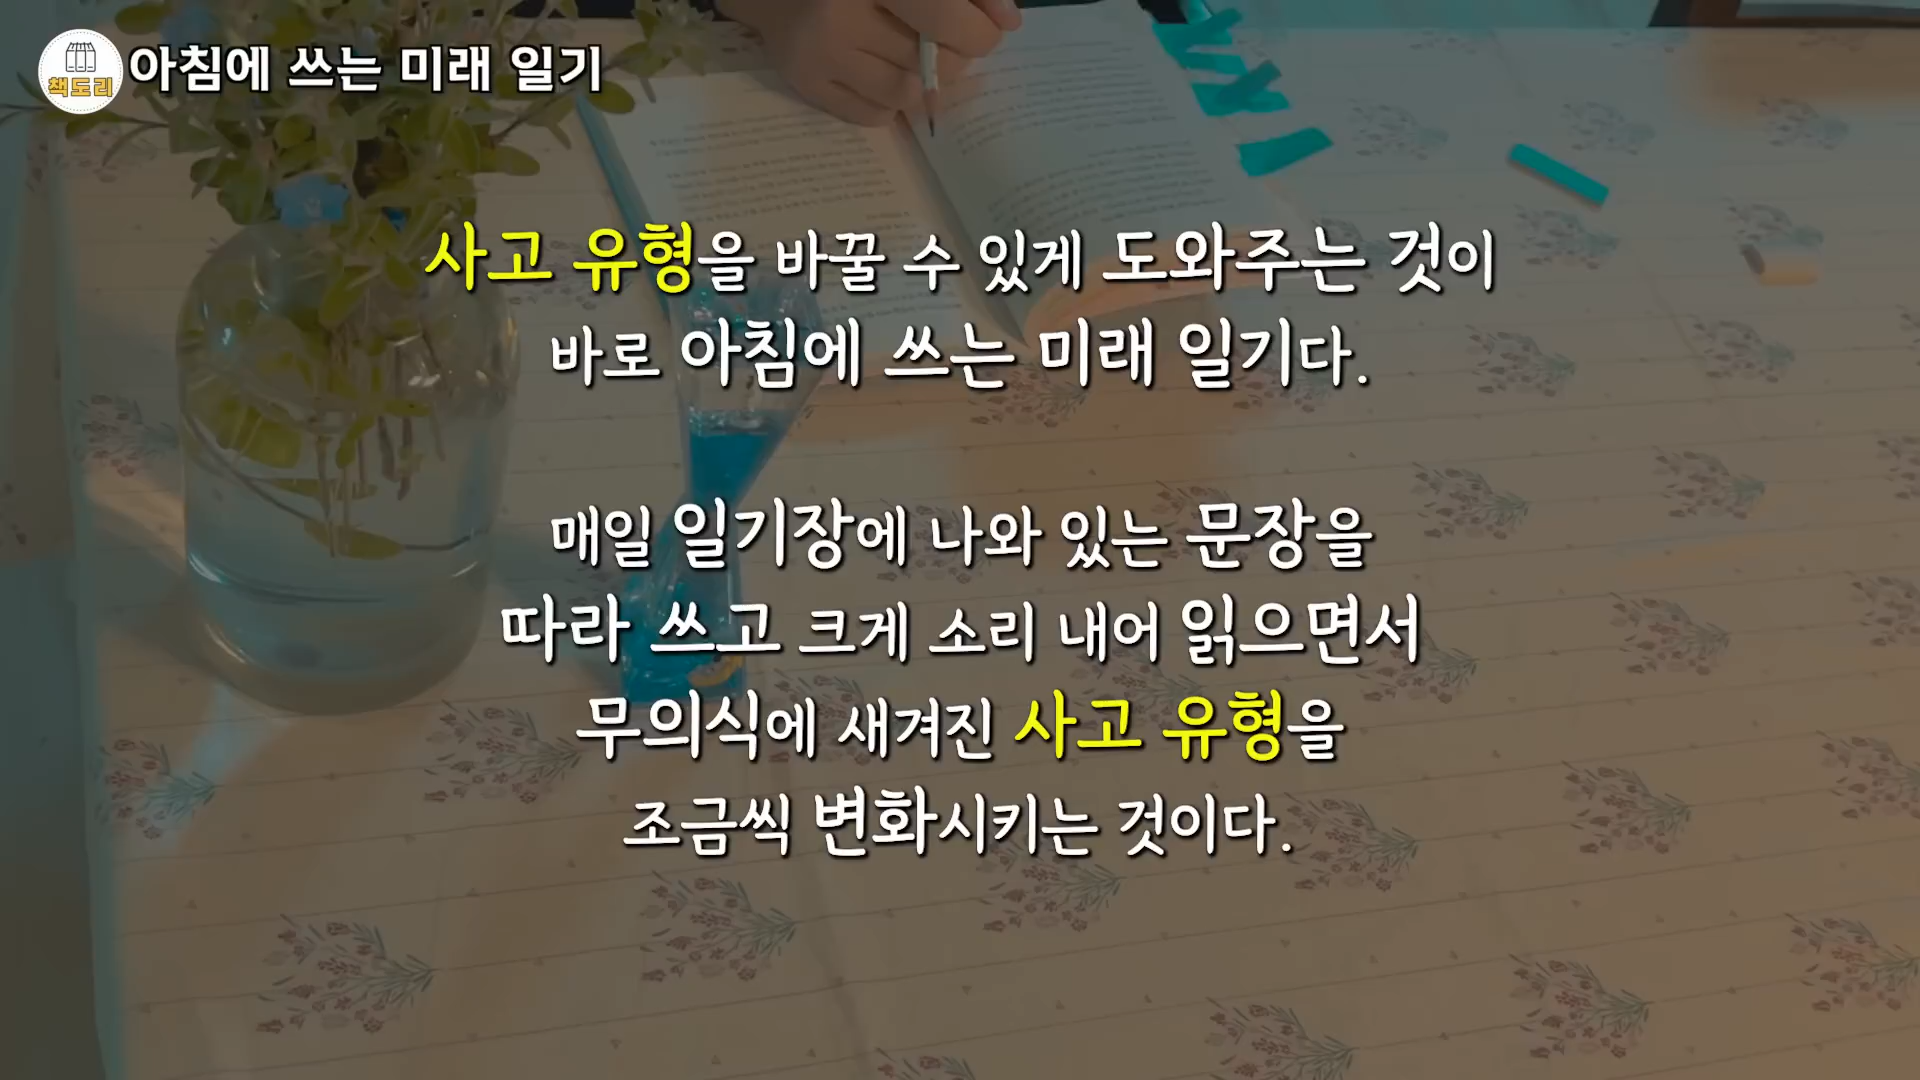 책도리
아침에 쓰는 미래 일기
사고 유형을 바꿀 수 있게 도와주는 것이
바로 아침에 쓰는 미래 일기다.
매일 일기장에 나와 있는 문장을
따라 쓰고 크게 소리 내어 읽으면서
무의식에 새겨진 사고 유형을
조금씩 변화시키는 것이다.